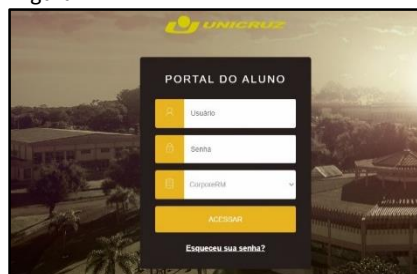 UNICRUZ
PORTAL DO ALUNO
Usuário
Senha
CorporeRM
ACESSAR
Esqueceu sua senha?